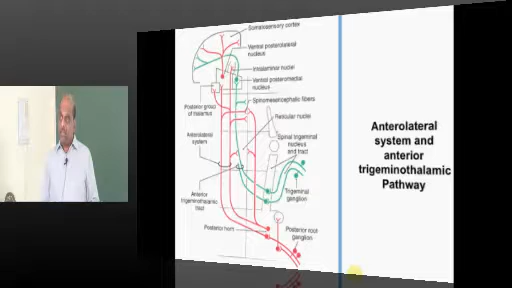 Somatosensory cortex
Ventral posterolateral
nucleus
Intralaminar nuclei
Ventral posteromedial
nucleus
Spinomesencephalic fibers
Posterior group
of thalamus
Reticular nuclei
Anterolateral
system
Spinal trigeminal
nucleus
and tract
Anterolateral
system and
anterior
trigeminothalamic
Pathway
Trigeminal
ganglion
Anterior
trigeminothalamic
tract
Posterior horn
Posterior root
ganglion